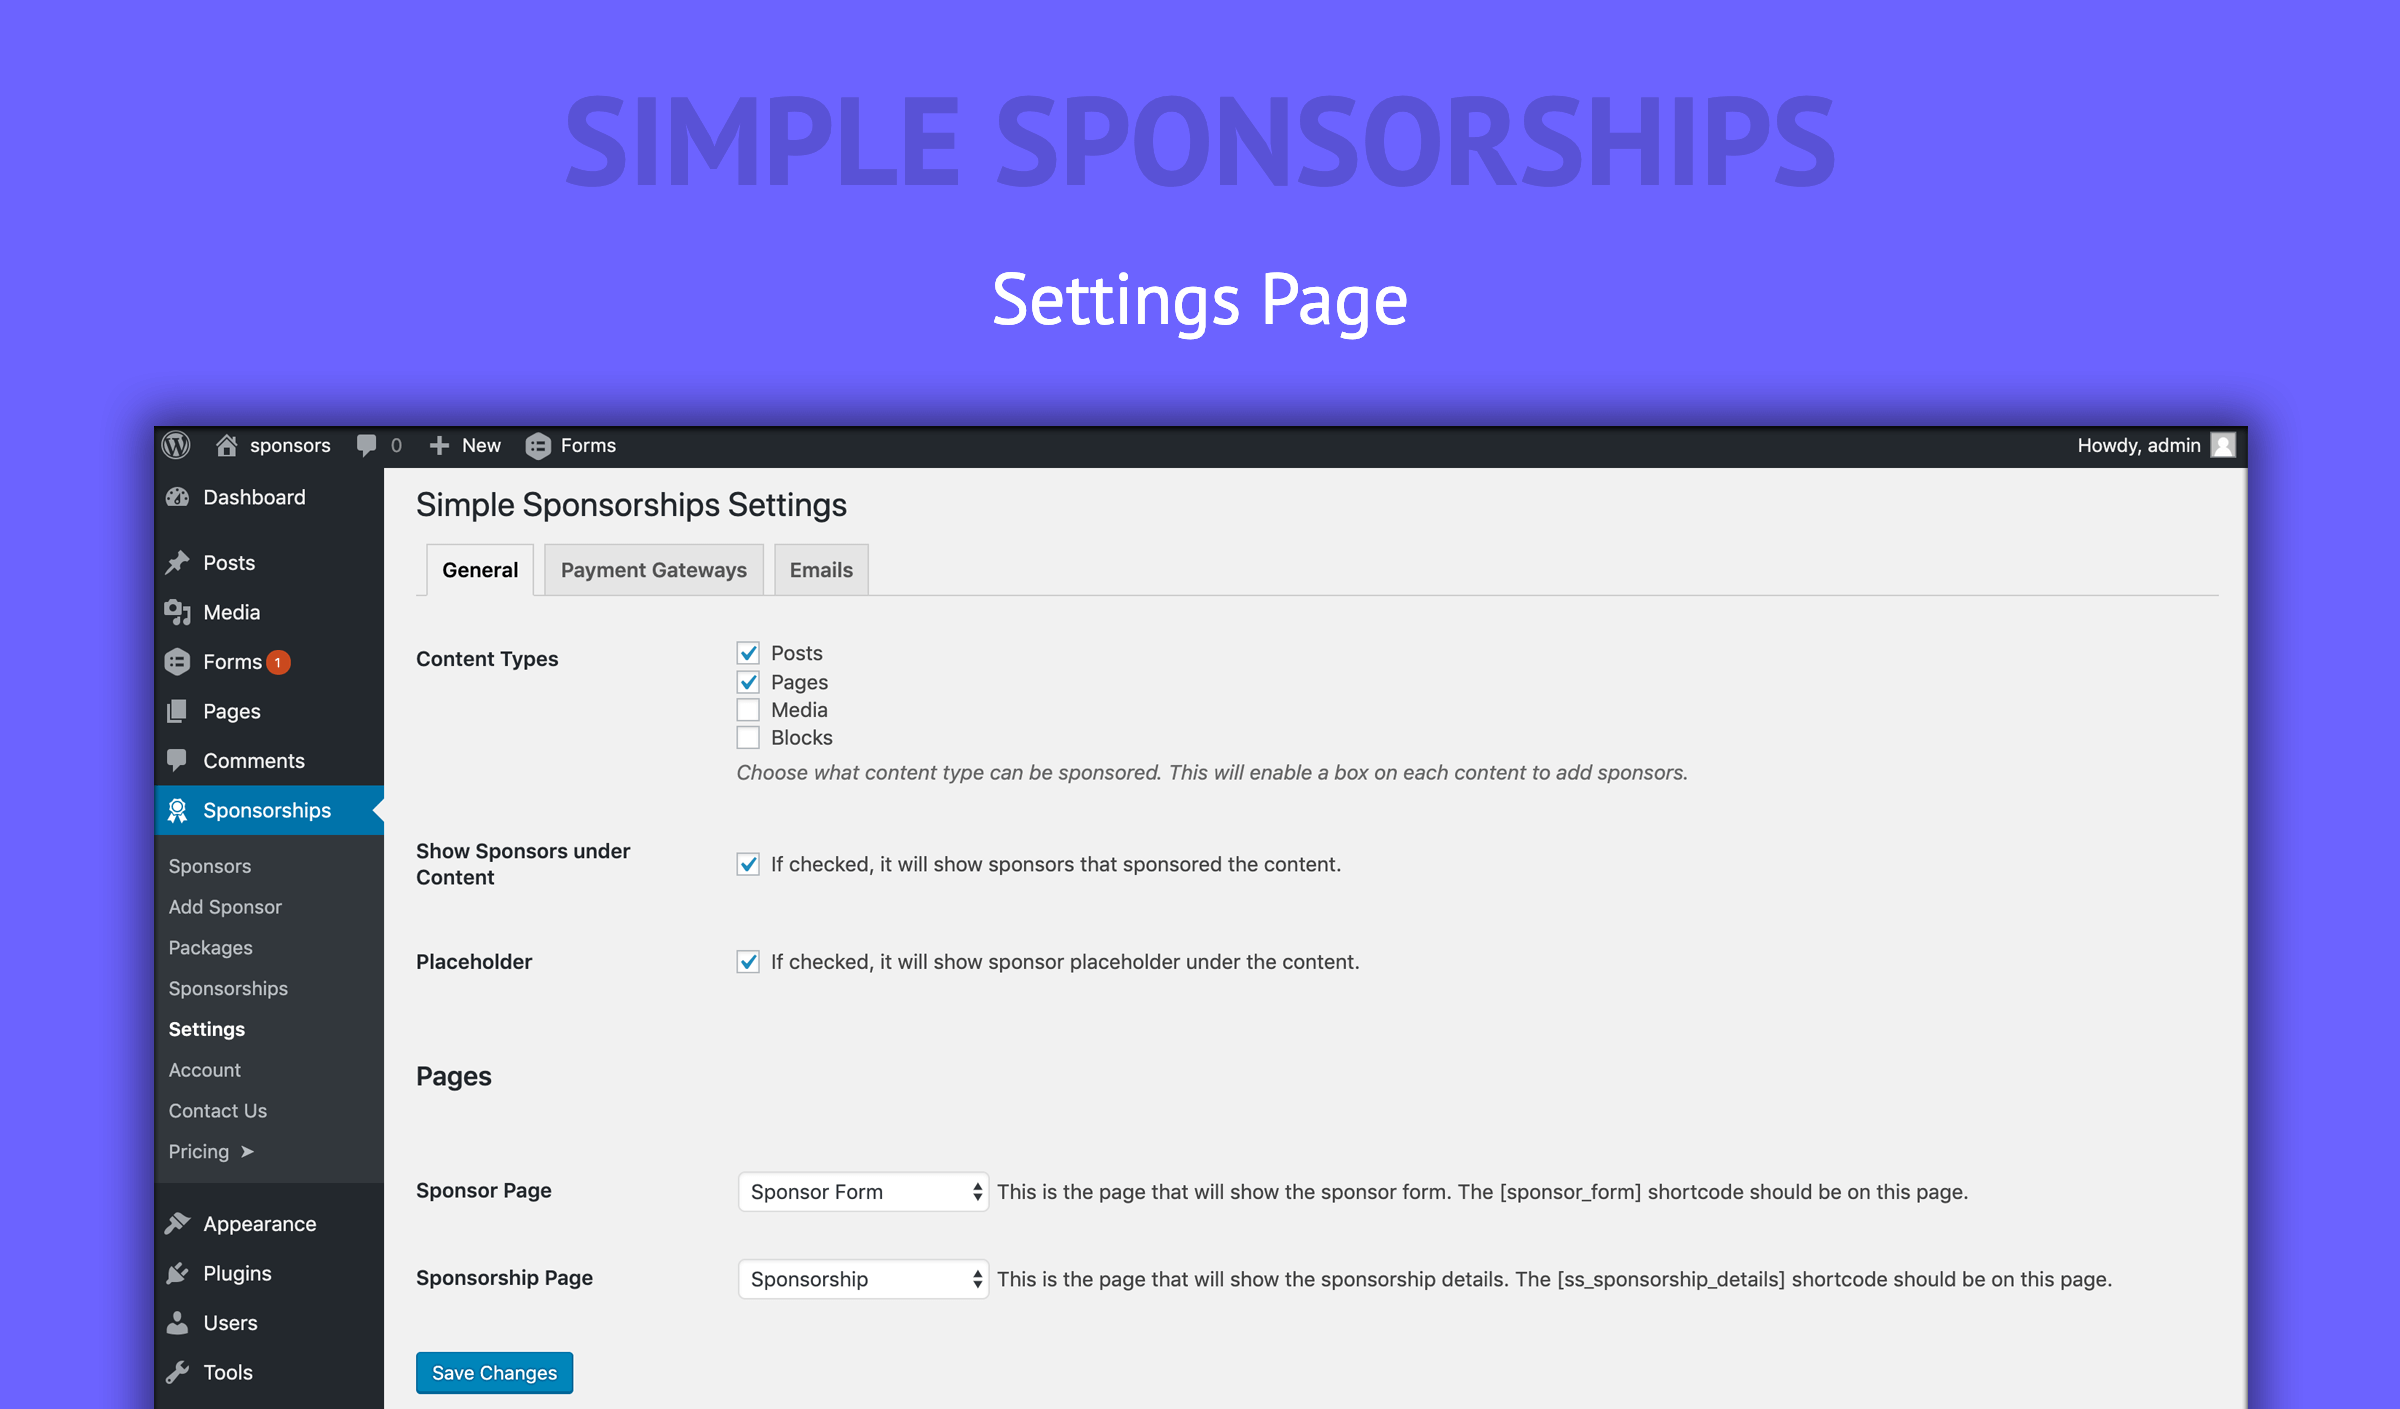 SIMPLE SPONSORSHIPS
Settings Page
sponsors 0 New Forms Howdy, admin
Dashboard
Posts
Media
Forms 1
Pages
Comments
Sponsorships
Sponsors
Add Sponsor
Packages
Sponsorships
Settings
Account
Contact Us
Pricing ➤
Appearance
Plugins
Users
Tools
Simple Sponsorships Settings
General Payment Gateways Emails
Content Types
Posts
Pages
Media
Blocks
Choose what content type can be sponsored. This will enable a box on each content to add sponsors.
Show Sponsors under
Content
If checked, it will show sponsors that sponsored the content.
Placeholder
If checked, it will show sponsor placeholder under the content.
Pages
Sponsor Page
Sponsor Form This is the page that will show the sponsor form. The [sponsor_form] shortcode should be on this page.
Sponsorship Page
Sponsorship This is the page that will show the sponsorship details. The [ss_sponsorship_details] shortcode should be on this page.
Save Changes